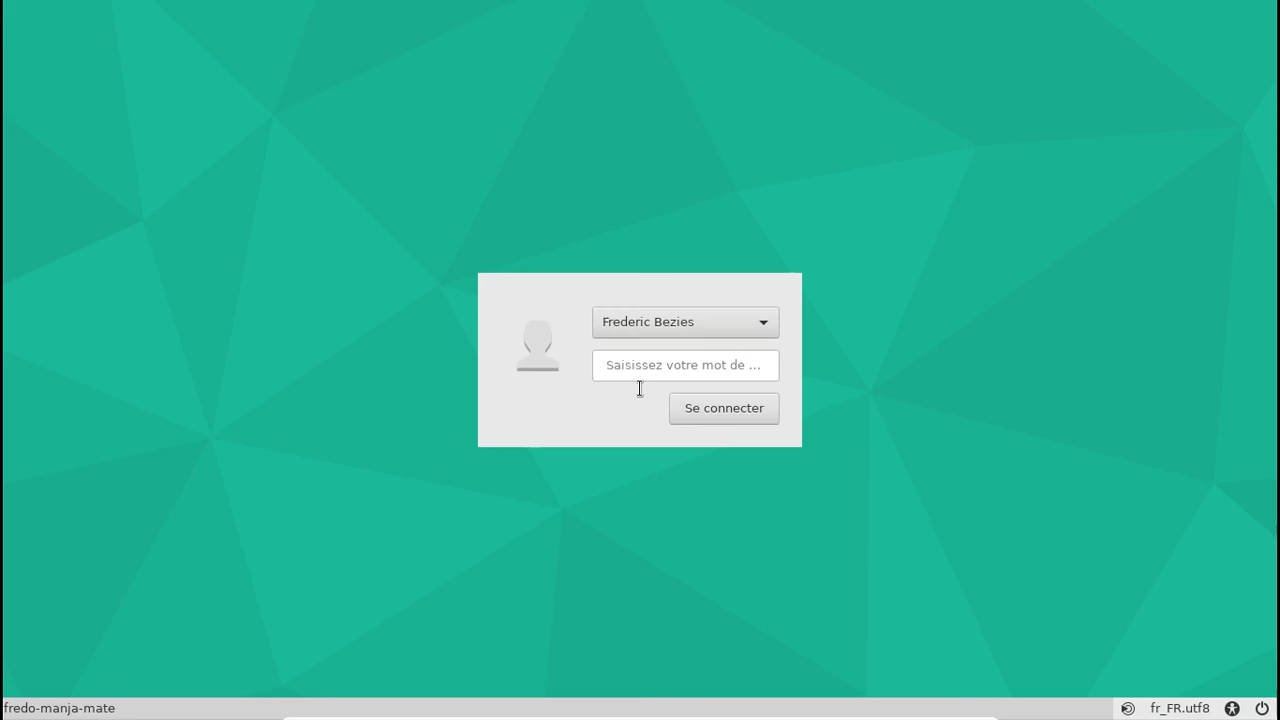 Frederic Bezies
Saisissez votre mot de ...
Se connecter
fredo-manja-mate
fr_FR.utf8